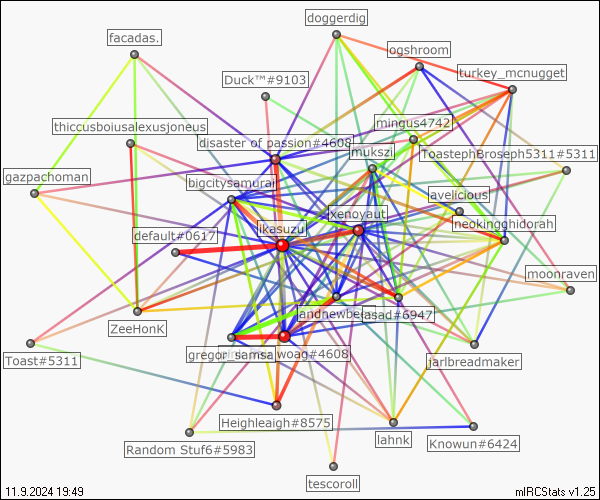 doggerdig
facadas.
ogshroom
turkey_mcnugget
Duck™#9103
thiccusboiusalexusjoneus
mingus4742
disaster of passion#4608
mukszi
ToastephBroseph5311#5311
gazpachoman
bigcitysamurai
avelicious
xenoyaut
neokingghidorah
ikasuzu
default#0617
moonraven
asad#6947
ZeeHonK
gregor_samsa
woag#4608
Toast#5311
jarlbreadmaker
Heighleigh#8575
lahnk
Random Stuf6#5983
Knowun#6424
tescoroll
11.9.2024 19:49
mIRCStats v1.25